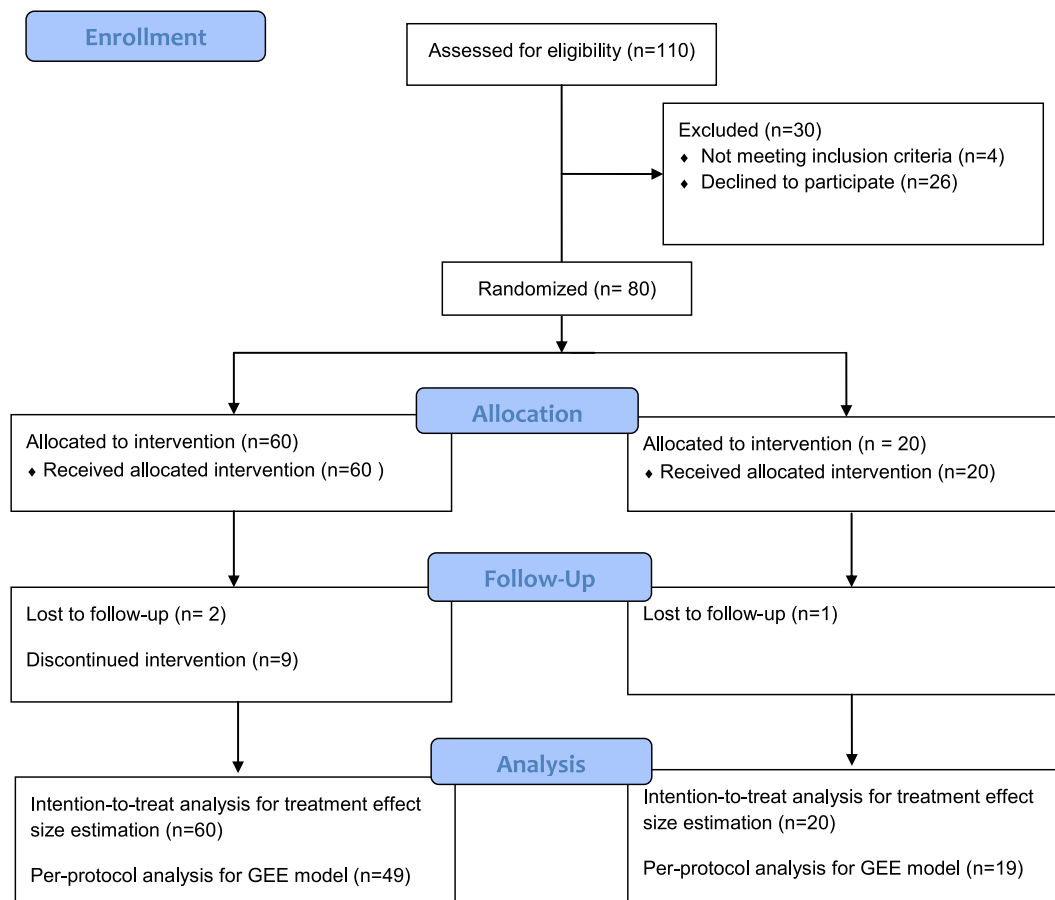 Enrollment
Assessed for eligibility (n=110)
Excluded (n=30)
♦ Not meeting inclusion criteria (n=4)
♦ Declined to participate (n=26)
Randomized (n= 80)
Allocation
Allocated to intervention (n=60)
♦ Received allocated intervention (n=60 )
Allocated to intervention (n = 20)
♦ Received allocated intervention (n=20)
Follow-Up
Lost to follow-up (n= 2)
Discontinued intervention (n=9)
Lost to follow-up (n=1)
Analysis
Intention-to-treat analysis for treatment effect
size estimation (n=60)
Per-protocol analysis for GEE model (n=49)
Intention-to-treat analysis for treatment effect
size estimation (n=20)
Per-protocol analysis for GEE model (n=19)